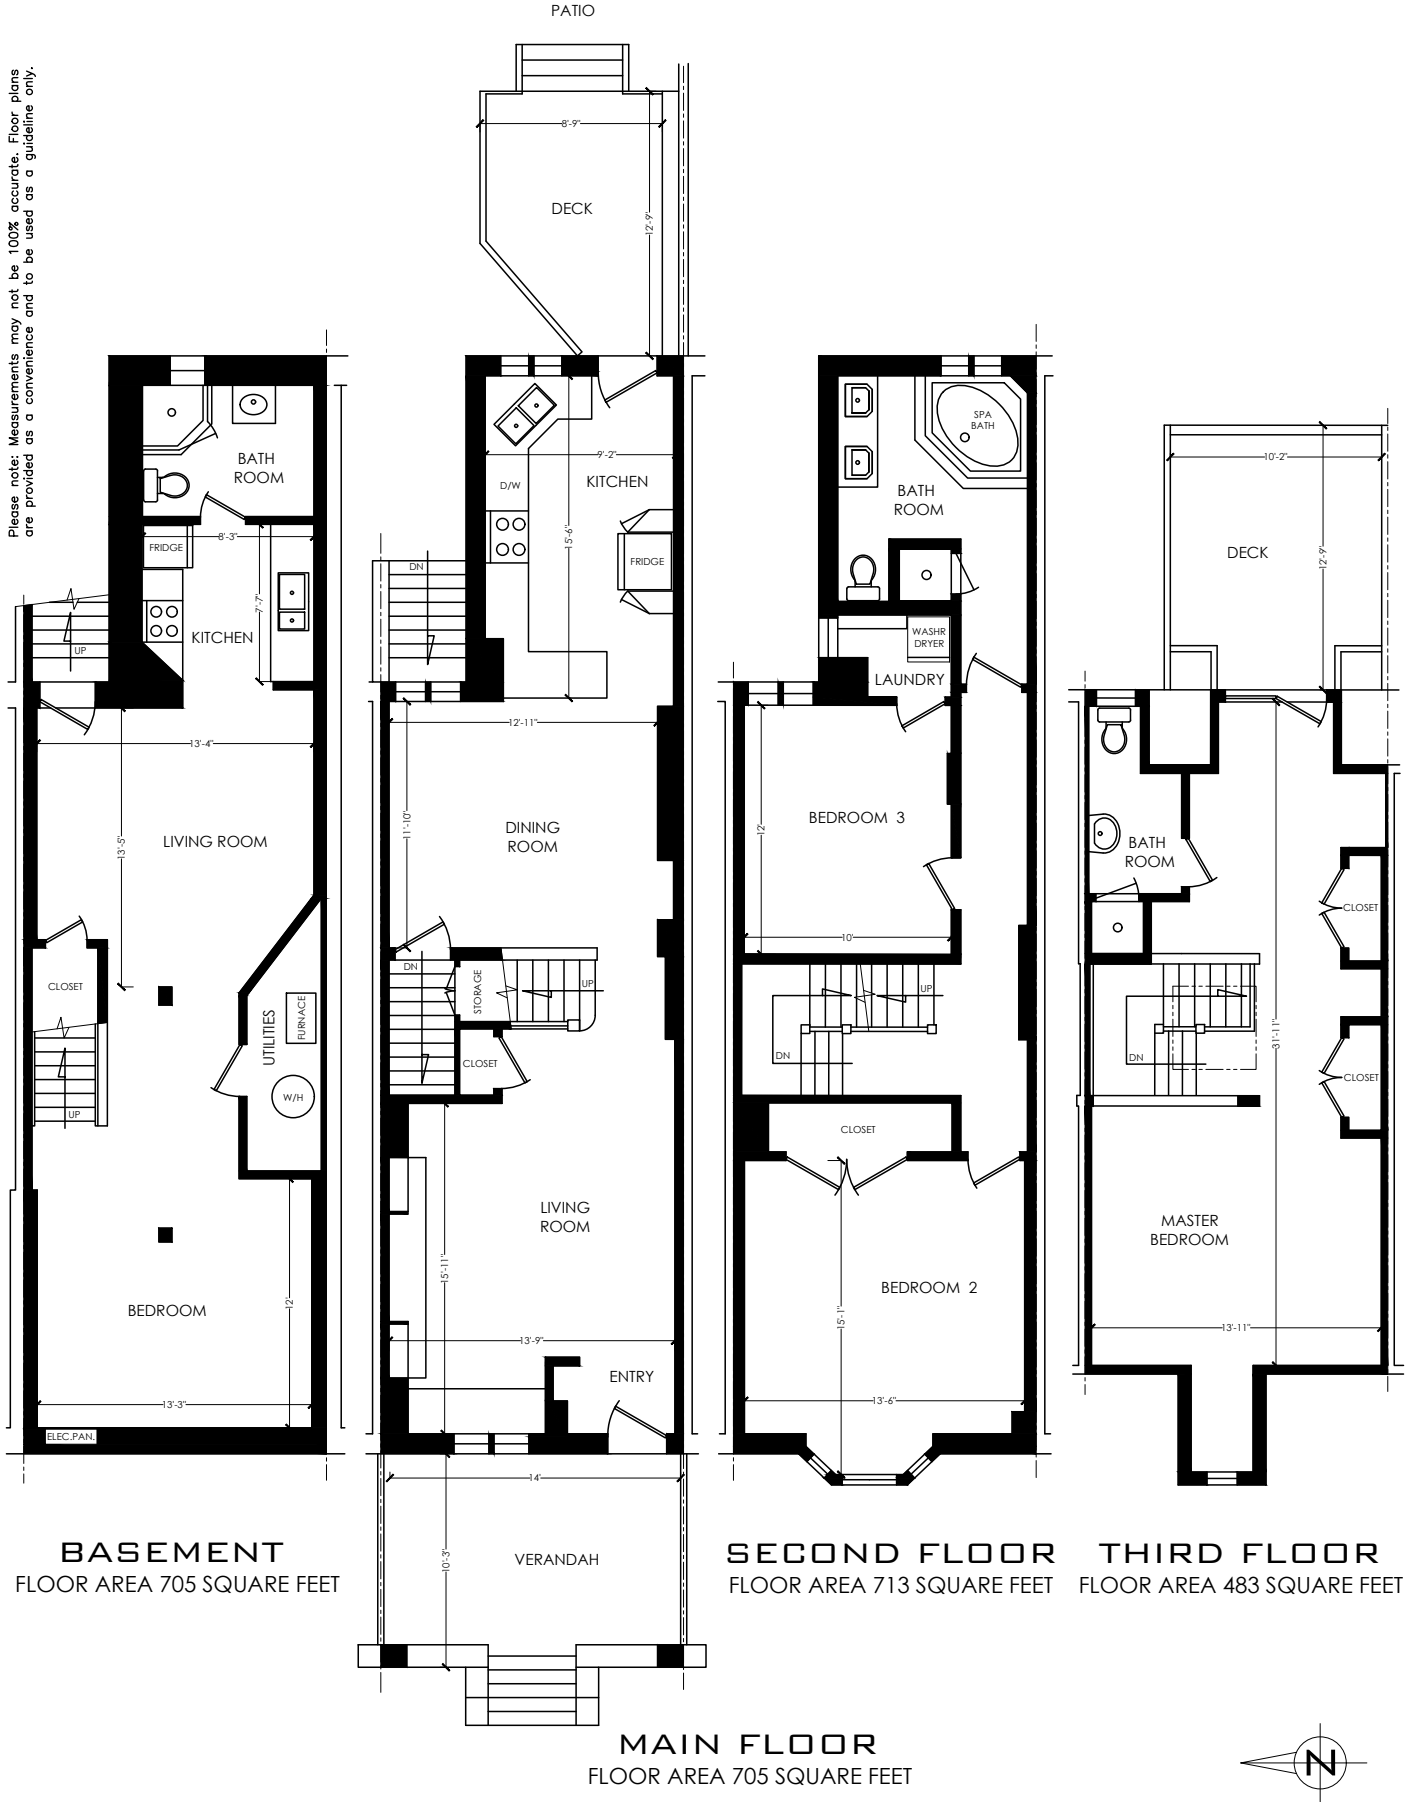 Please note: Measurements may not be 100% accurate. Floor plans
are provided as a convenience and to be used as a guideline only.
BATH
ROOM
FRIDGE
8'-3"
7'-7"
KITCHEN
UP
13'-4"
13'-5"
LIVING ROOM
CLOSET
UP
UTILITIES
FURNACE
W/H
BEDROOM
12'
13'-3"
ELEC.PAN.
BASEMENT
FLOOR AREA 705 SQUARE FEET
PATIO
8'-9"
DECK
12'-9"
9'-2"
D/W
KITCHEN
15'-6"
FRIDGE
DN
12'-11"
11'-10"
DINING
ROOM
DN
STORAGE
UP
CLOSET
LIVING
ROOM
15'-11"
13'-9"
ENTRY
14'
10'-3"
VERANDAH
MAIN FLOOR
FLOOR AREA 705 SQUARE FEET
SPA
BATH
BATH
ROOM
WASHR
DRYER
LAUNDRY
BEDROOM 3
12'
10'
UP
DN
CLOSET
BEDROOM 2
15'-1"
13'-6"
SECOND FLOOR
FLOOR AREA 713 SQUARE FEET
10'-2"
DECK
12'-9"
BATH
ROOM
CLOSET
31'-11"
DN
CLOSET
MASTER
BEDROOM
13'-11"
THIRD FLOOR
FLOOR AREA 483 SQUARE FEET
N